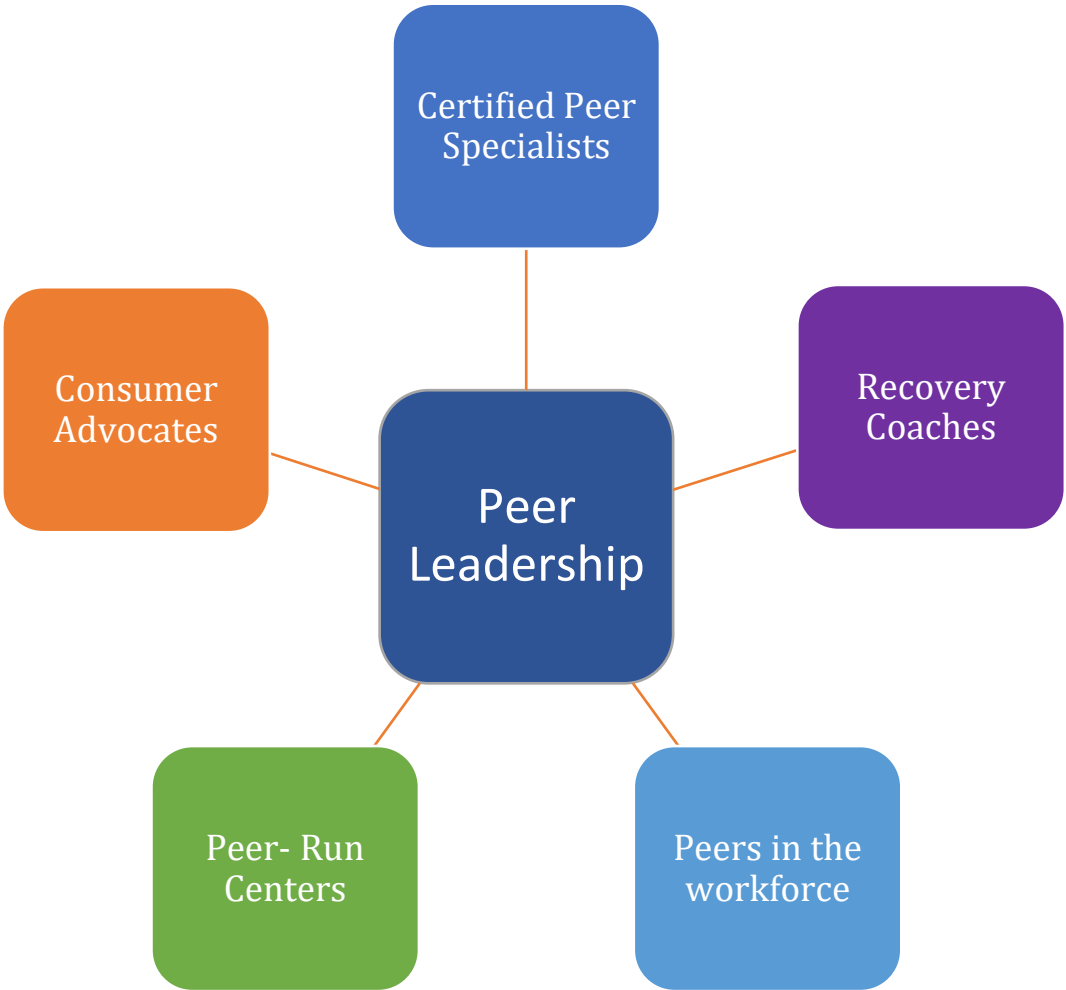 Certified Peer
Specialists
Consumer
Advocates
Recovery
Coaches
Peer
Leadership
Peer- Run
Centers
Peers in the
workforce